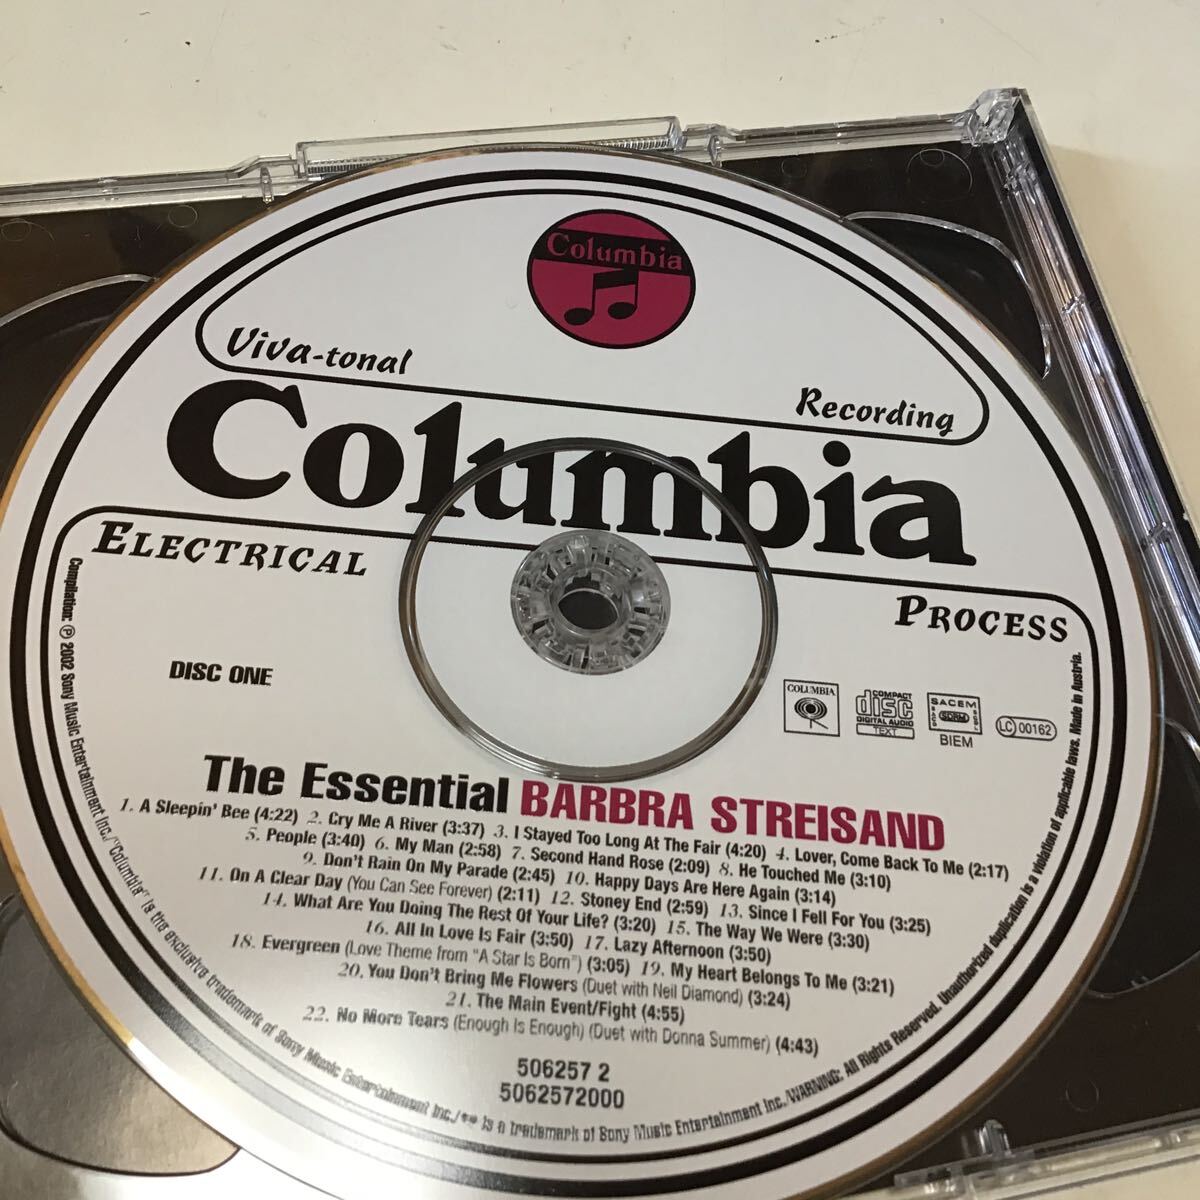 Columbia
Viva-tonal
Recording
Columbia
ELECTRICAL
PROCESS
DISC ONE
COLUMBIA
COMPACT
disc
DIGITAL AUDIO
TEXT
SACEM
SDRM
BIEM
LC 00162
The Essential BARBRA STREISAND
1. A Sleepin' Bee (4:22) 2. Cry Me A River (3:37) 3. I Stayed Too Long At The Fair (4:20) 4. Lover, Come Back To Me (2:17)
5. People (3:40) 6. My Man (2:58) 7. Second Hand Rose (2:09) 8. He Touched Me (3:10)
9. Don't Rain On My Parade (2:45) 10. Happy Days Are Here Again (3:14)
11. On A Clear Day (You Can See Forever) (2:11) 12. Stoney End (2:59) 13. Since I Fell For You (3:25)
14. What Are You Doing The Rest Of Your Life? (3:20) 15. The Way We Were (3:30)
16. All In Love Is Fair (3:50) 17. Lazy Afternoon (3:50)
18. Evergreen (Love Theme from "A Star Is Born") (3:05) 19. My Heart Belongs To Me (3:21)
20. You Don't Bring Me Flowers (Duet with Neil Diamond) (3:24)
21. The Main Event/Fight (4:55)
22. No More Tears (Enough Is Enough) (Duet with Donna Summer) (4:43)
506257 2
5062572000
Compilation: ℗ 2002 Sony Music Entertainment Inc./"Columbia" is the exclusive trademark of Sony Music Entertainment Inc./ is a trademark of Sony Music Entertainment Inc./WARNING: All Rights Reserved. Unauthorized duplication is a violation of applicable laws. Made in Austria.